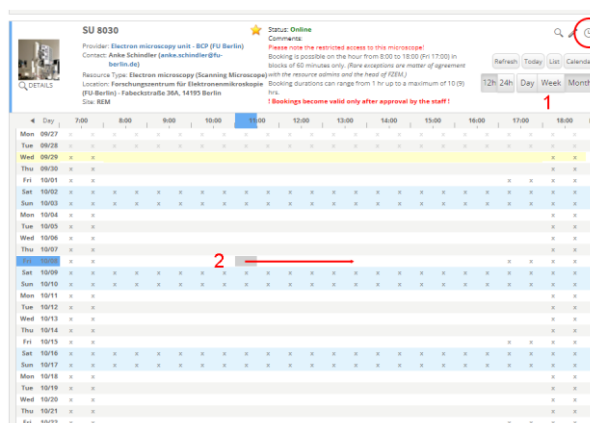 SU 8030
Provider: Electron microscopy unit - BCP (FU Berlin)
Contact: Anke Schindler (anke.schindler@fu-
berlin.de)
Resource Type: Electron microscopy (Scanning Microscope)
Location: Forschungszentrum für Elektronenmikroskopie
(FU-Berlin) - Fabeckstraße 36A, 14195 Berlin
Site: REM
DETAILS
Status: Online
Comments:
Please note the restricted access to this microscope!
Booking is possible on the hour from 8:00 to 18:00 (Fri 17:00) in
blocks of 60 minutes only. (Rare exceptions are matter of agreement
with the resource admins and the head of FZEM.)
Booking durations can range from 1 for up to a maximum of 10 (9)
hrs.
! Bookings become valid only after approval by the staff !
Refresh Today List Calenda
12h 24h Day Week Month
1
Day 7:00 8:00 9:00 10:00 11:00 12:00 13:00 14:00 15:00 16:00 17:00 18:00
Mon 09/27 x x x x x x x x x x x x x x x x x x x x x x x x
Tue 09/28 x x x x x x x x x x x x x x x x x x x x x x x x
Wed 09/29 x x x x
Thu 09/30 x x x x
Fri 10/01 x x x x x x
Sat 10/02 x x x x x x x x x x x x x x x x x x x x x x x x
Sun 10/03 x x x x x x x x x x x x x x x x x x x x x x x x
Mon 10/04 x x x x
Tue 10/05 x x x x
Wed 10/06 x x x x
Thu 10/07 x x x x
Fri 10/08 x x 2 x x x x
Sat 10/09 x x x x x x x x x x x x x x x x x x x x x x x x
Sun 10/10 x x x x x x x x x x x x x x x x x x x x x x x x
Mon 10/11 x x x x
Tue 10/12 x x x x
Wed 10/13 x x x x
Thu 10/14 x x x x
Fri 10/15 x x x x x x
Sat 10/16 x x x x x x x x x x x x x x x x x x x x x x x x
Sun 10/17 x x x x x x x x x x x x x x x x x x x x x x x x
Mon 10/18 x x x x
Tue 10/19 x x x x
Wed 10/20 x x x x
Thu 10/21 x x x x
Fri 10/22 x x x x x x